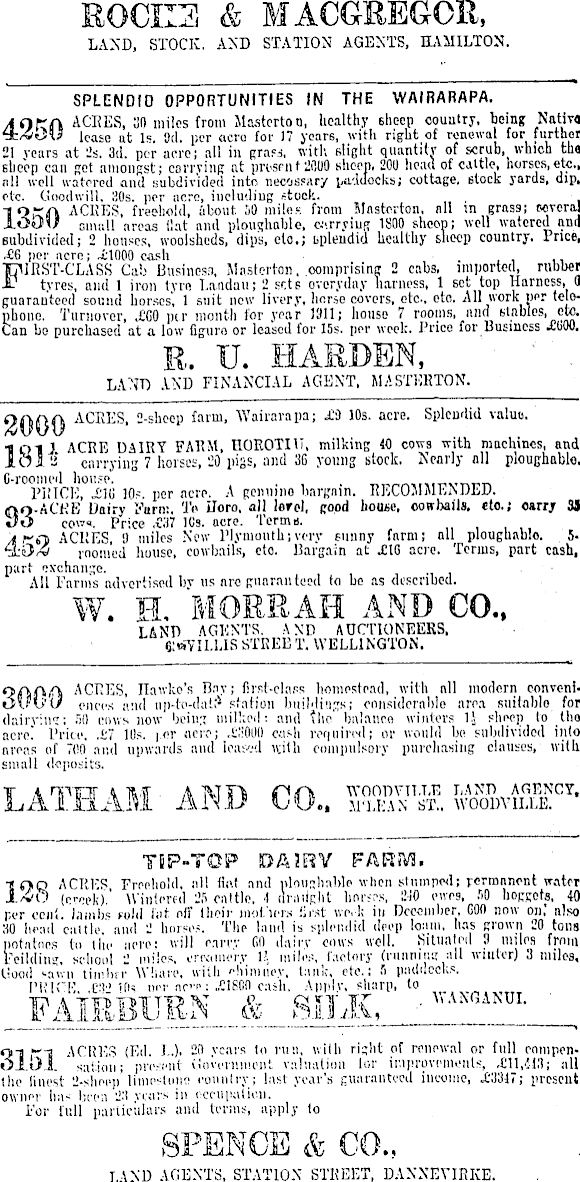 ROCHE & MACGREGOR,
LAND, STOCK, AND STATION AGENTS, HAMILTON.
SPLENDID OPPORTUNITIES IN THE WAIRARAPA.
4250 ACRES, 30 miles from Masterton, healthy sheep country, being Native
lease at 1s. 9d. per acre for 17 years, with right of renewal for further
21 years at 2s. 3d. per acre; all in grass, with slight quantity of scrub, which the
sheep can get amongst; carrying at present 2600 sheep, 200 head of cattle, horses, etc.,
all well watered and subdivided into necessary paddocks; cottage, stock yards, dip,
etc. Goodwill, 30s. per acre, including stock.
1350 ACRES, freehold, about 50 miles from Masterton, all in grass; several
small areas flat and ploughable, carrying 1800 sheep; well watered and
subdivided; 2 houses, woolsheds, dips, etc.; splendid healthy sheep country. Price,
£6 per acre; £1000 cash
FIRST-CLASS Cab Business, Masterton, comprising 2 cabs, imported, rubber
tyres, and 1 iron tyre Landau; 2 sets everyday harness, 1 set top Harness, 6
guaranteed sound horses, 1 suit new livery, horse covers, etc., etc. All work per tele-
phone. Turnover, £60 per month for year 1911; house 7 rooms, and stables, etc.
Can be purchased at a low figure or leased for 15s. per week. Price for Business £600.
R. U. HARDEN,
LAND AND FINANCIAL AGENT, MASTERTON.
2000 ACRES, 2-sheep farm, Wairarapa; £9 10s. acre. Splendid value.
181½ ACRE DAIRY FARM, HOROTIU, milking 40 cows with machines, and
carrying 7 horses, 20 pigs, and 36 young stock. Nearly all ploughable.
6-roomed house.
PRICE, £16 10s. per acre. A genuine bargain. RECOMMENDED.
93-ACRE Dairy Farm, Te Horo, all level, good house, cowbails, etc.; carry 35
cows. Price £37 10s. acre. Terms.
452 ACRES, 9 miles New Plymouth; very sunny farm; all ploughable. 5-
roomed house, cowbails, etc. Bargain at £16 acre. Terms, part cash,
part exchange.
All Farms advertised by us are guaranteed to be as described.
W. H. MORRAH AND CO.,
LAND AGENTS. AND AUCTIONEERS,
WILLIS STREET, WELLINGTON.
3000 ACRES, Hawke's Bay; first-class homestead, with all modern conveni-
ences and up-to-date station buildings; considerable area suitable for
dairying; 50 cows now being milked; and the balance winters 1½ sheep to the
acre. Price, £7 10s. per acre; £3000 cash required; or would be subdivided into
areas of 700 and upwards and leased with compulsory purchasing clauses, with
small deposits.
LATHAM AND CO., WOODVILLE LAND AGENCY,
M'LEAN ST., WOODVILLE.
TIP-TOP DAIRY FARM.
128 ACRES, Freehold, all flat and ploughable when stumped; permanent water
(creek). Wintered 25 cattle, 4 draught horses, 240 ewes, 50 hoggets, 40
per cent. lambs sold fat off their mothers first week in December, 600 now on; also
30 head cattle, and 2 horses. The land is splendid deep loam, has grown 20 tons
potatoes to the acre; will carry 60 dairy cows well. Situated 9 miles from
Feilding, school 2 miles, creamery 1½ miles, factory (running all winter) 3 miles.
Good sawn timber Whare, with chimney, tank, etc.; 5 paddocks.
PRICE, £32 10s per acre; £1800 cash. Apply, sharp, to
FAIRBURN & SILK, WANGANUI.
3151 ACRES (Ed. L.), 20 years to run, with right of renewal or full compen-
sation; present Government valuation for improvements, £11,413; all
the finest 2-sheep limestone country; last year's guaranteed income, £3347; present
owner has been 23 years in occupation.
For full particulars and terms, apply to
SPENCE & CO.,
LAND AGENTS, STATION STREET, DANNEVIRKE.